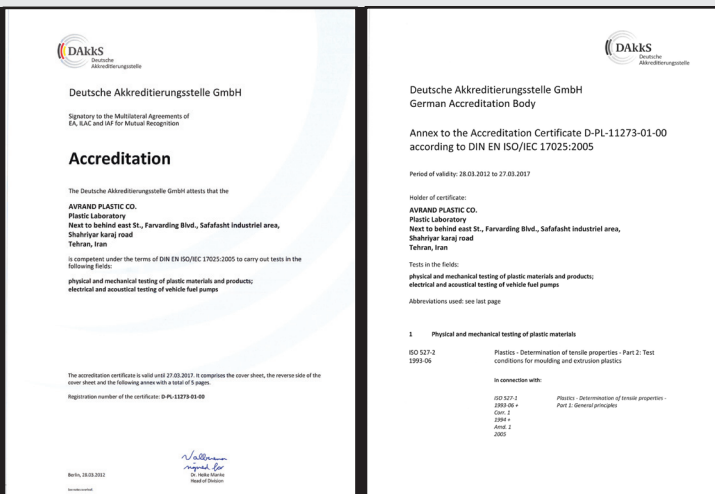 DAkkS
Deutsche
Akkreditierungsstelle
Deutsche Akkreditierungsstelle GmbH
Signatory to the Multilateral Agreements of
EA, ILAC and IAF for Mutual Recognition
Accreditation
The Deutsche Akkreditierungsstelle GmbH attests that the
AVRAND PLASTIC CO.
Plastic Laboratory
Next to behind east St., Farvarding Blvd., Safafasht industriel area,
Shahriyar karaj road
Tehran, Iran
is competent under the terms of DIN EN ISO/IEC 17025:2005 to carry out tests in the
following fields:
physical and mechanical testing of plastic materials and products;
electrical and acoustical testing of vehicle fuel pumps
The accreditation certificate is valid until 27.03.2017. It comprises the cover sheet, the reverse side of the
cover sheet and the following annex with a total of 5 pages.
Registration number of the certificate: D-PL-11273-01-00
signed for
Berlin, 28.03.2012
Dr. Heike Manke
Head of Division
DAkkS
Deutsche
Akkreditierungsstelle
Deutsche Akkreditierungsstelle GmbH
German Accreditation Body
Annex to the Accreditation Certificate D-PL-11273-01-00
according to DIN EN ISO/IEC 17025:2005
Period of validity: 28.03.2012 to 27.03.2017
Holder of certificate:
AVRAND PLASTIC CO.
Plastic Laboratory
Next to behind east St., Farvarding Blvd., Safafasht industriel area,
Shahriyar karaj road
Tehran, Iran
Tests in the fields:
physical and mechanical testing of plastic materials and products;
electrical and acoustical testing of vehicle fuel pumps
Abbreviations used: see last page
1 Physical and mechanical testing of plastic materials
ISO 527-2 Plastics - Determination of tensile properties - Part 2: Test
1993-06 conditions for moulding and extrusion plastics
In connection with:
ISO 527-1 Plastics - Determination of tensile properties -
1993-06 + Part 1: General principles
Corr. 1
1994 +
Amd. 1
2005